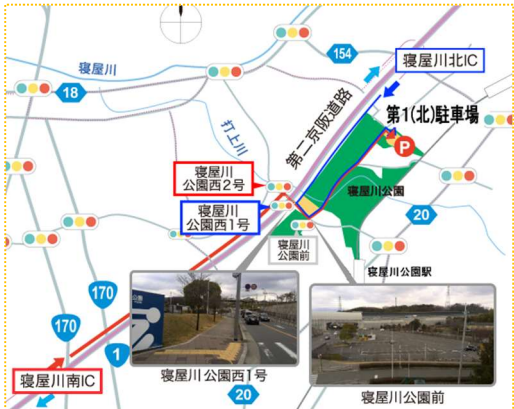 154
寝屋川北IC
寝屋川
18
打上川
第二京阪道路
第1(北)駐車場
P
寝屋川
公園西2号
寝屋川公園
寝屋川
公園西1号
20
寝屋川
公園前
寝屋川公園駅
170
170
1
寝屋川南IC
寝屋川公園西1号
20
寝屋川公園前